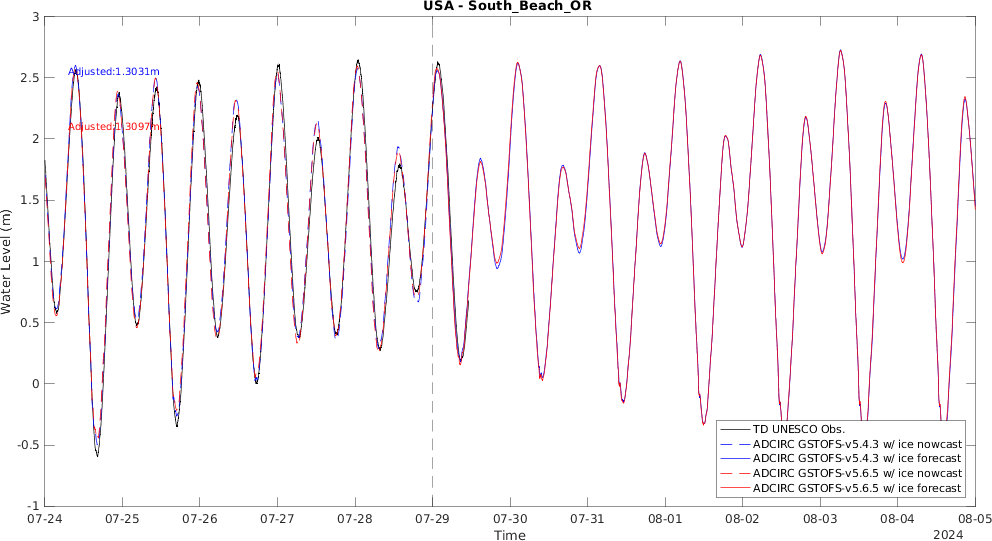 USA - South_Beach_OR
3
2.5
2
1.5
1
0.5
0
-0.5
-1
Water Level (m)
Adjusted:1.3031m
Adjusted:1.3097m
TD UNESCO Obs.
ADCIRC GSTOFS-v5.4.3 w/ ice nowcast
ADCIRC GSTOFS-v5.4.3 w/ ice forecast
ADCIRC GSTOFS-v5.6.5 w/ ice nowcast
ADCIRC GSTOFS-v5.6.5 w/ ice forecast
07-24 07-25 07-26 07-27 07-28 07-29 07-30 07-31 08-01 08-02 08-03 08-04 08-05
Time
2024